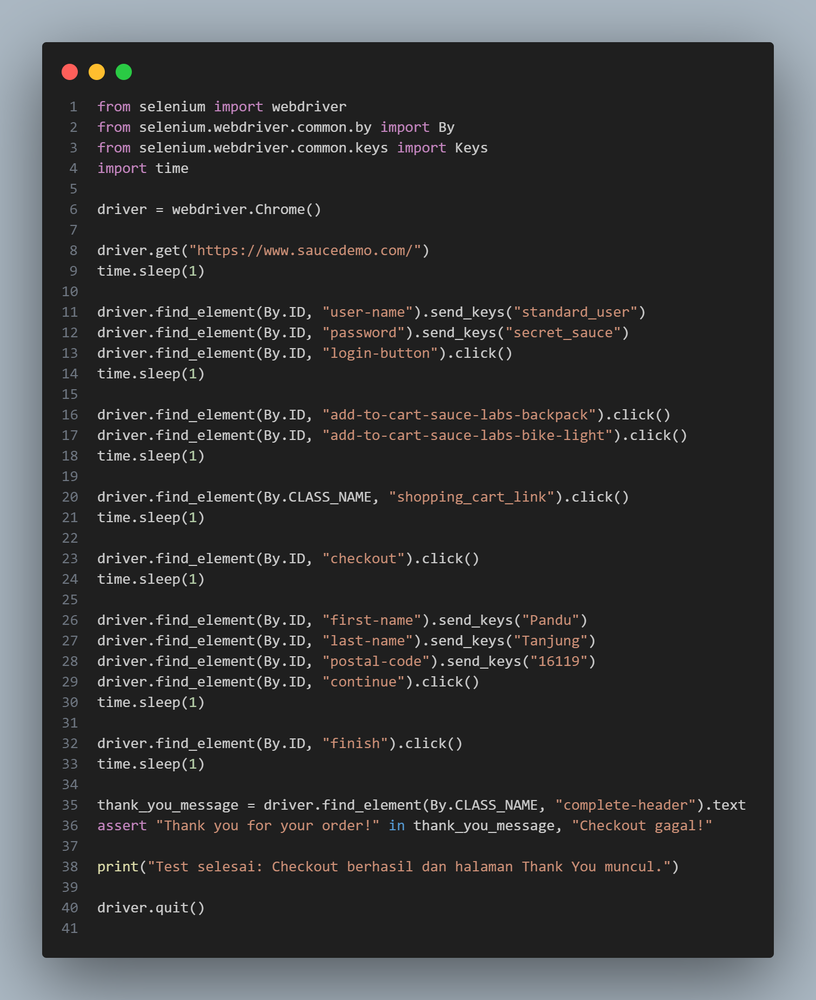 1 from selenium import webdriver
2 from selenium.webdriver.common.by import By
3 from selenium.webdriver.common.keys import Keys
4 import time
5
6 driver = webdriver.Chrome()
7
8 driver.get("https://www.saucedemo.com/")
9 time.sleep(1)
10
11 driver.find_element(By.ID, "user-name").send_keys("standard_user")
12 driver.find_element(By.ID, "password").send_keys("secret_sauce")
13 driver.find_element(By.ID, "login-button").click()
14 time.sleep(1)
15
16 driver.find_element(By.ID, "add-to-cart-sauce-labs-backpack").click()
17 driver.find_element(By.ID, "add-to-cart-sauce-labs-bike-light").click()
18 time.sleep(1)
19
20 driver.find_element(By.CLASS_NAME, "shopping_cart_link").click()
21 time.sleep(1)
22
23 driver.find_element(By.ID, "checkout").click()
24 time.sleep(1)
25
26 driver.find_element(By.ID, "first-name").send_keys("Pandu")
27 driver.find_element(By.ID, "last-name").send_keys("Tanjung")
28 driver.find_element(By.ID, "postal-code").send_keys("16119")
29 driver.find_element(By.ID, "continue").click()
30 time.sleep(1)
31
32 driver.find_element(By.ID, "finish").click()
33 time.sleep(1)
34
35 thank_you_message = driver.find_element(By.CLASS_NAME, "complete-header").text
36 assert "Thank you for your order!" in thank_you_message, "Checkout gagal!"
37
38 print("Test selesai: Checkout berhasil dan halaman Thank You muncul.")
39
40 driver.quit()
41